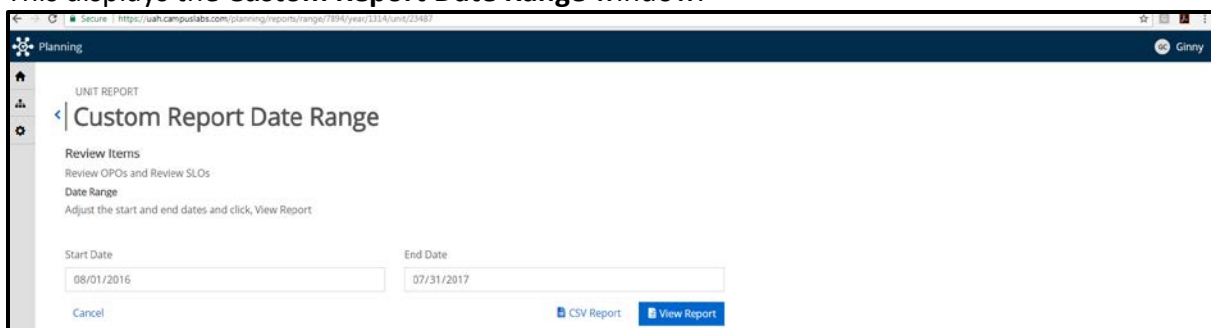 This displays the Custom Report Date Range window.
Secure | https://uah.campuslabs.com/planning/reports/range/7894/year/1314/unit/23487
Planning
GC Ginny
UNIT REPORT
Custom Report Date Range
Review Items
Review OPOs and Review SLOs
Date Range
Adjust the start and end dates and click, View Report
Start Date End Date
08/01/2016 07/31/2017
Cancel CSV Report View Report